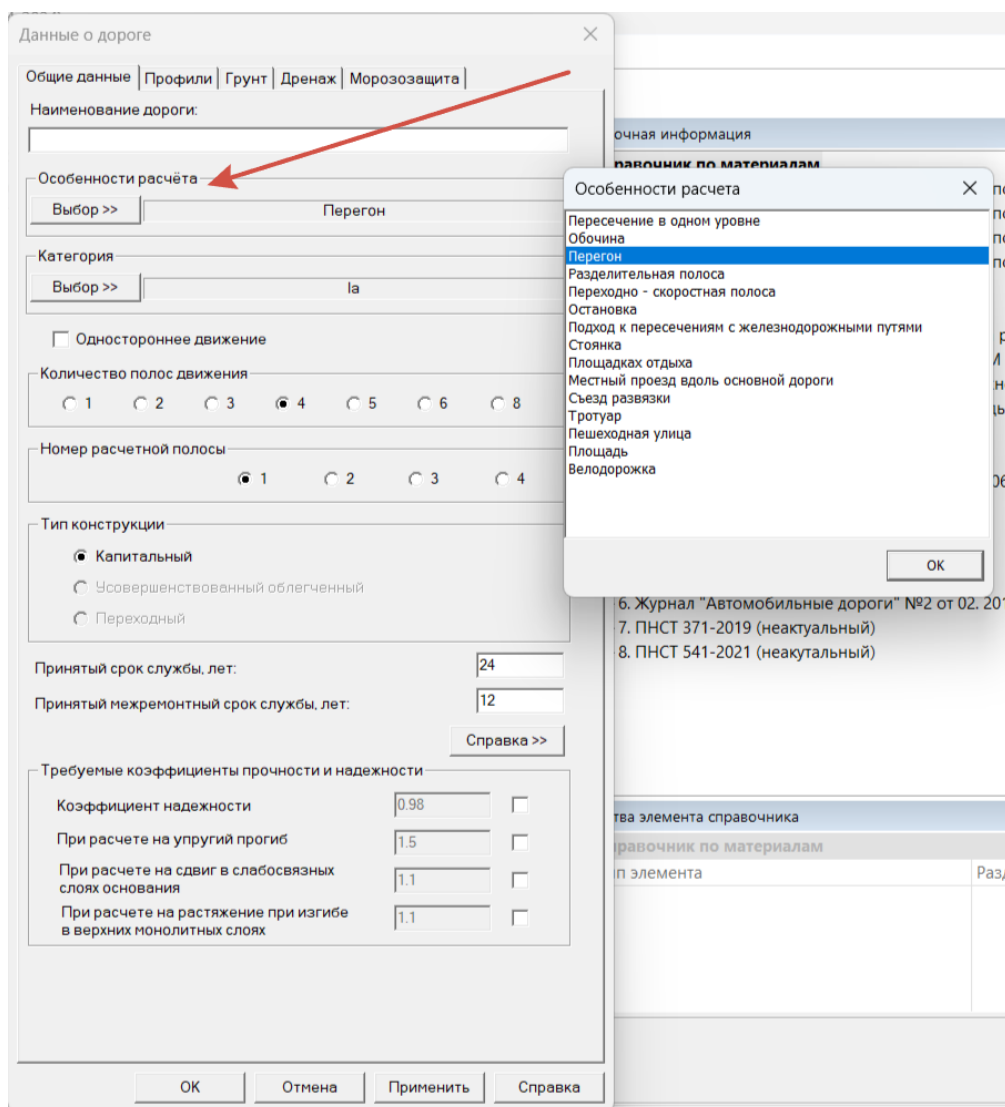 Данные о дороге
Общие данные Профили Грунт Дренаж Морозозащита
Наименование дороги:
Особенности расчёта
Выбор >> Перегон
Категория
Выбор >> Ia
Одностороннее движение
Количество полос движения
1 2 3 4 5 6 8
Номер расчетной полосы
1 2 3 4
Тип конструкции
Капитальный
Усовершенствованный облегченный
Переходный
Принятый срок службы, лет: 24
Принятый межремонтный срок службы, лет: 12
Справка >>
Требуемые коэффициенты прочности и надежности
Коэффициент надежности 0.98
При расчете на упругий прогиб 1.5
При расчете на сдвиг в слабосвязных
слоях основания 1.1
При расчете на растяжение при изгибе
в верхних монолитных слоях 1.1
OK Отмена Применить Справка
очная информация
равочник по материалам
Особенности расчета
Пересечение в одном уровне
Обочина
Перегон
Разделительная полоса
Переходно - скоростная полоса
Остановка
Подход к пересечениям с железнодорожными путями
Стоянка
Площадках отдыха
Местный проезд вдоль основной дороги
Съезд развязки
Тротуар
Пешеходная улица
Площадь
Велодорожка
OK
6. Журнал "Автомобильные дороги" №2 от 02. 201
7. ПНСТ 371-2019 (неактуальный)
8. ПНСТ 541-2021 (неакутальный)
тва элемента справочника
равочник по материалам
п элемента Разд